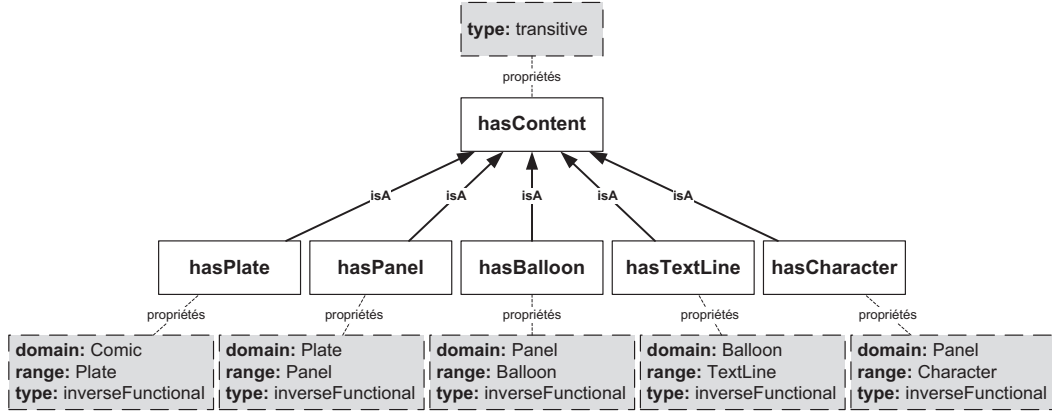 type: transitive
propriétés
hasContent
isA
isA
isA
isA
isA
hasPlate
hasPanel
hasBalloon
hasTextLine
hasCharacter
propriétés
propriétés
propriétés
propriétés
propriétés
domain: Comic
range: Plate
type: inverseFunctional
domain: Plate
range: Panel
type: inverseFunctional
domain: Panel
range: Balloon
type: inverseFunctional
domain: Balloon
range: TextLine
type: inverseFunctional
domain: Panel
range: Character
type: inverseFunctional